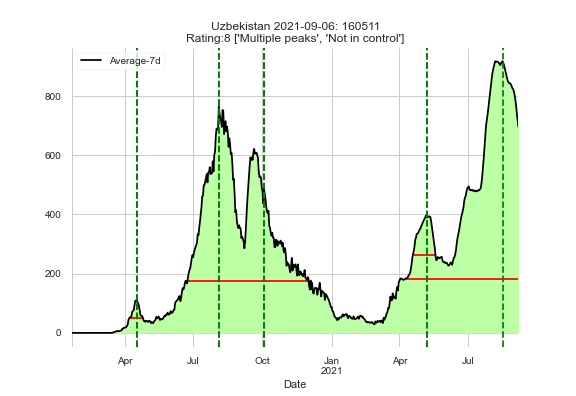 Uzbekistan 2021-09-06: 160511
Rating:8 ['Multiple peaks', 'Not in control']
Average-7d
800
600
400
200
0
Apr Jul Oct Jan Apr Jul
2021
Date